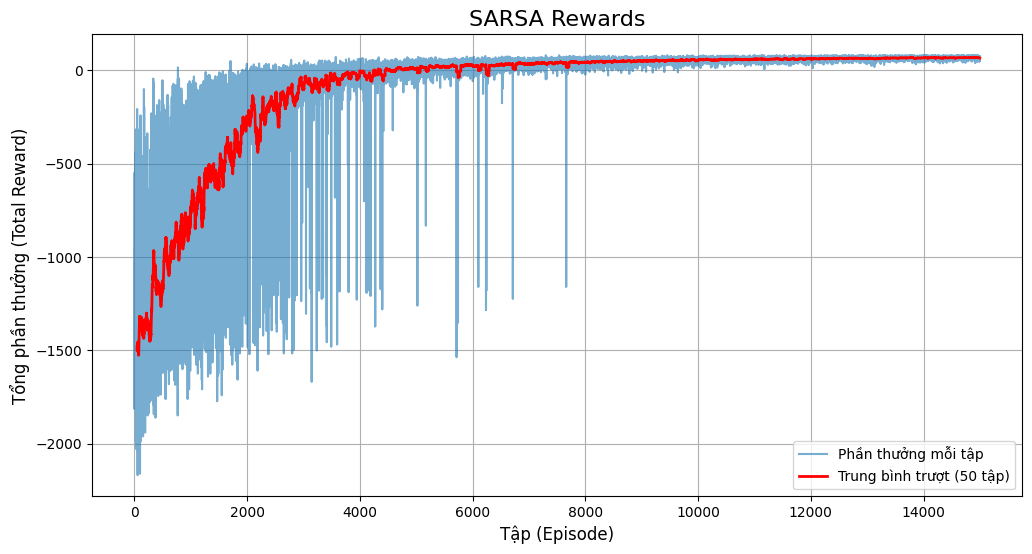 SARSA Rewards
Tổng phần thưởng (Total Reward)
0
−500
−1000
−1500
−2000
0 2000 4000 6000 8000 10000 12000 14000
Tập (Episode)
Phần thưởng mỗi tập
Trung bình trượt (50 tập)